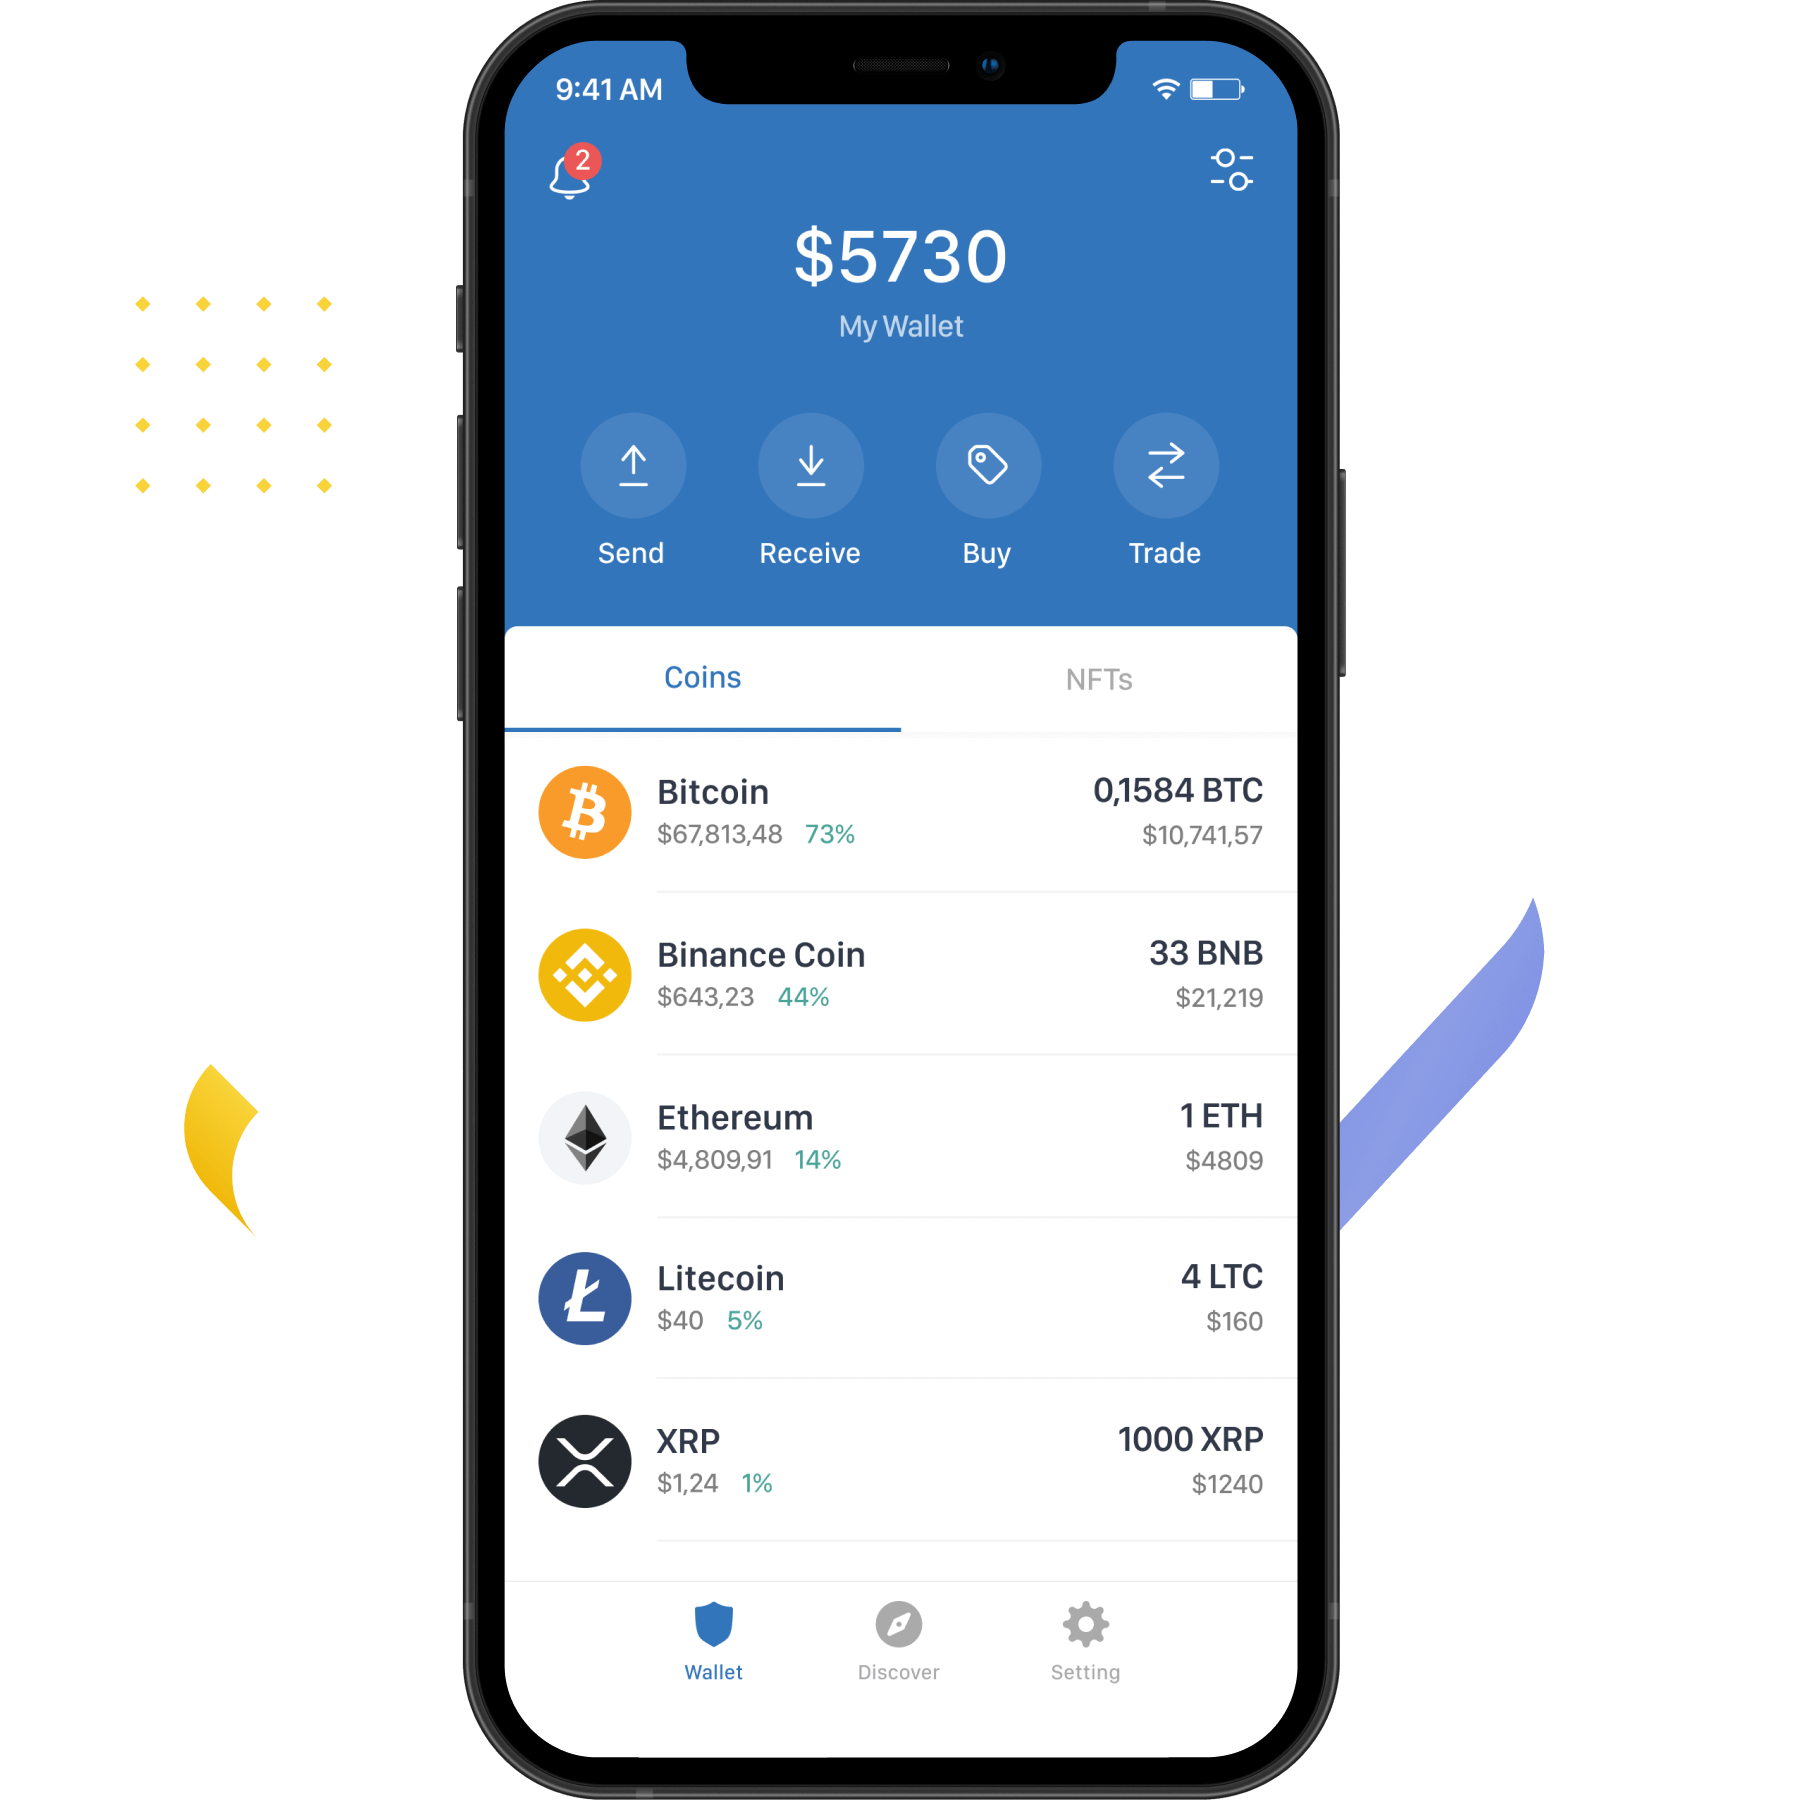 9:41 AM
2
$5730
My Wallet
Send Receive Buy Trade
Coins NFTs
Bitcoin 0,1584 BTC
$67,813,48 73% $10,741,57
Binance Coin 33 BNB
$643,23 44% $21,219
Ethereum 1 ETH
$4,809,91 14% $4809
Litecoin 4 LTC
$40 5% $160
XRP 1000 XRP
$1,24 1% $1240
Wallet Discover Setting